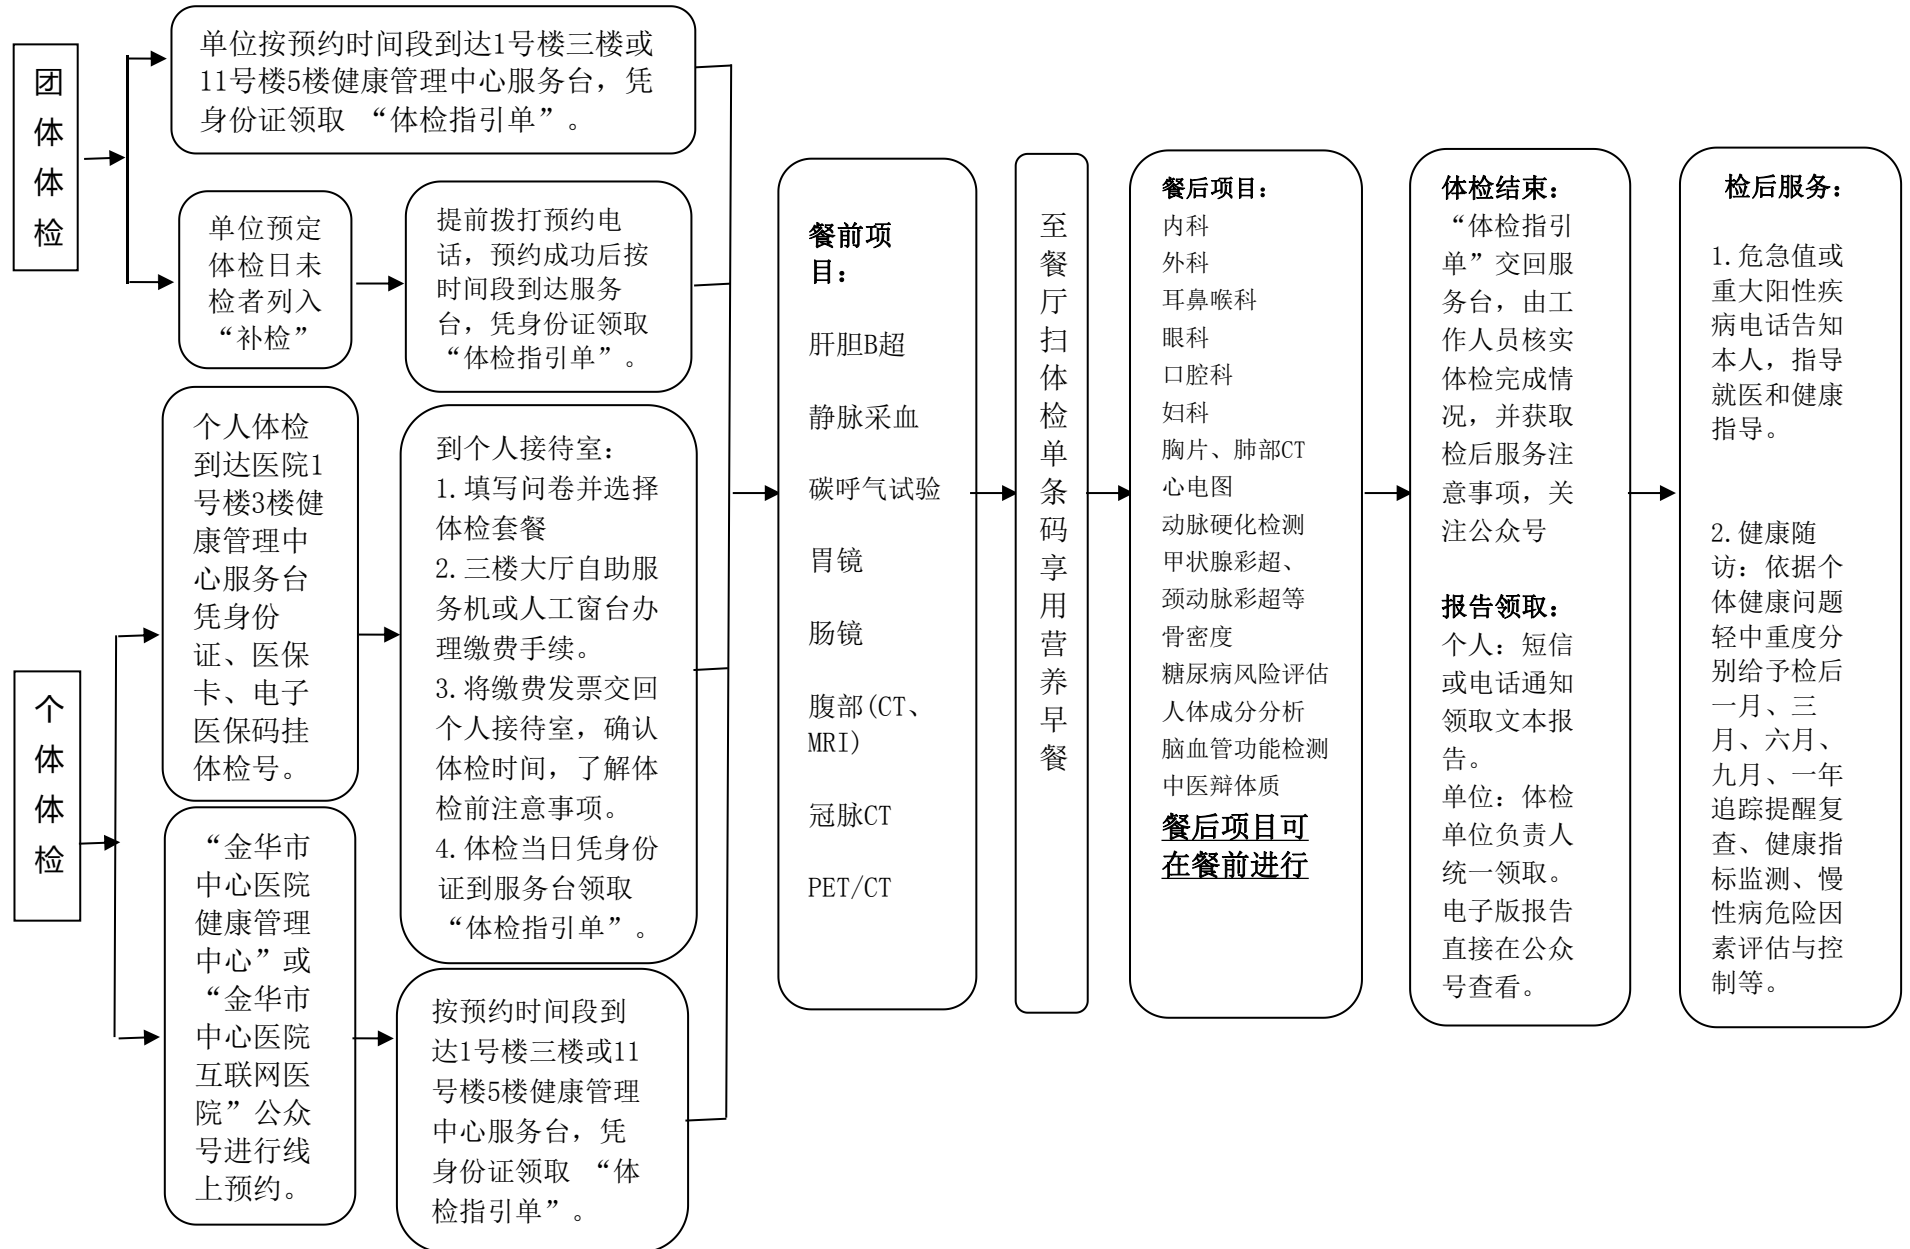 团
体
体
检
单位按预约时间段到达1号楼三楼或
11号楼5楼健康管理中心服务台，凭
身份证领取 “体检指引单”。
单位预定
体检日未
检者列入
“补检”
提前拨打预约电
话，预约成功后按
时间段到达服务
台，凭身份证领取
“体检指引单”。
个
体
体
检
个人体检
到达医院1
号楼3楼健
康管理中
心服务台
凭身份
证、医保
卡、电子
医保码挂
体检号。
到个人接待室：
1.填写问卷并选择
体检套餐
2.三楼大厅自助服
务机或人工窗台办
理缴费手续。
3.将缴费发票交回
个人接待室，确认
体检时间，了解体
检前注意事项。
4.体检当日凭身份
证到服务台领取
“体检指引单”。
“金华市
中心医院
健康管理
中心”或
“金华市
中心医院
互联网医
院”公众
号进行线
上预约。
按预约时间段到
达1号楼三楼或11
号楼5楼健康管理
中心服务台，凭
身份证领取 “体
检指引单”。
餐前项
目：
肝胆B超
静脉采血
碳呼气试验
胃镜
肠镜
腹部(CT、
MRI)
冠脉CT
PET/CT
至
餐
厅
扫
体
检
单
条
码
享
用
营
养
早
餐
餐后项目：
内科
外科
耳鼻喉科
眼科
口腔科
妇科
胸片、肺部CT
心电图
动脉硬化检测
甲状腺彩超、
颈动脉彩超等
骨密度
糖尿病风险评估
人体成分分析
脑血管功能检测
中医辩体质
餐后项目可
在餐前进行
体检结束：
“体检指引
单”交回服
务台，由工
作人员核实
体检完成情
况，并获取
检后服务注
意事项，关
注公众号
报告领取：
个人：短信
或电话通知
领取文本报
告。
单位：体检
单位负责人
统一领取。
电子版报告
直接在公众
号查看。
检后服务：
1.危急值或
重大阳性疾
病电话告知
本人，指导
就医和健康
指导。
2.健康随
访：依据个
体健康问题
轻中重度分
别给予检后
一月、三
月、六月、
九月、一年
追踪提醒复
查、健康指
标监测、慢
性病危险因
素评估与控
制等。